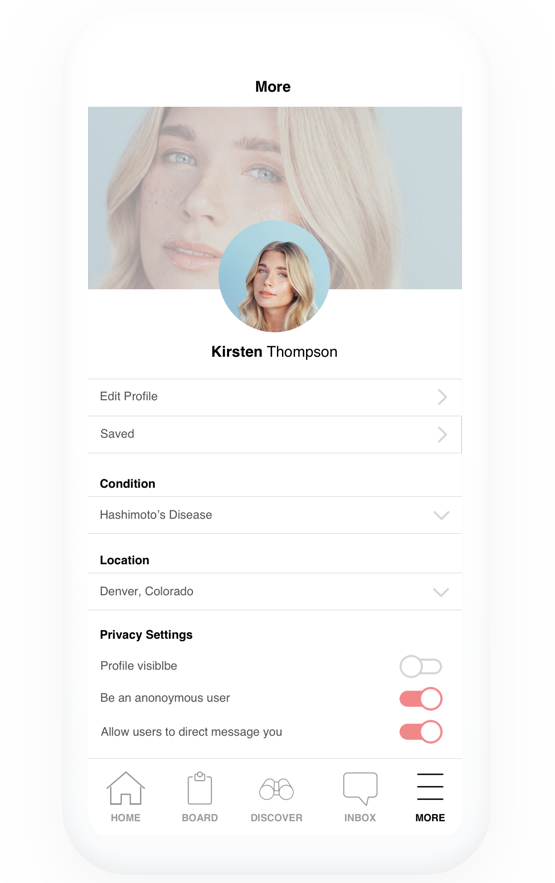 More
Kirsten Thompson
Edit Profile
Saved
Condition
Hashimoto’s Disease
Location
Denver, Colorado
Privacy Settings
Profile visiblbe
Be an anonoymous user
Allow users to direct message you
HOME BOARD DISCOVER INBOX MORE